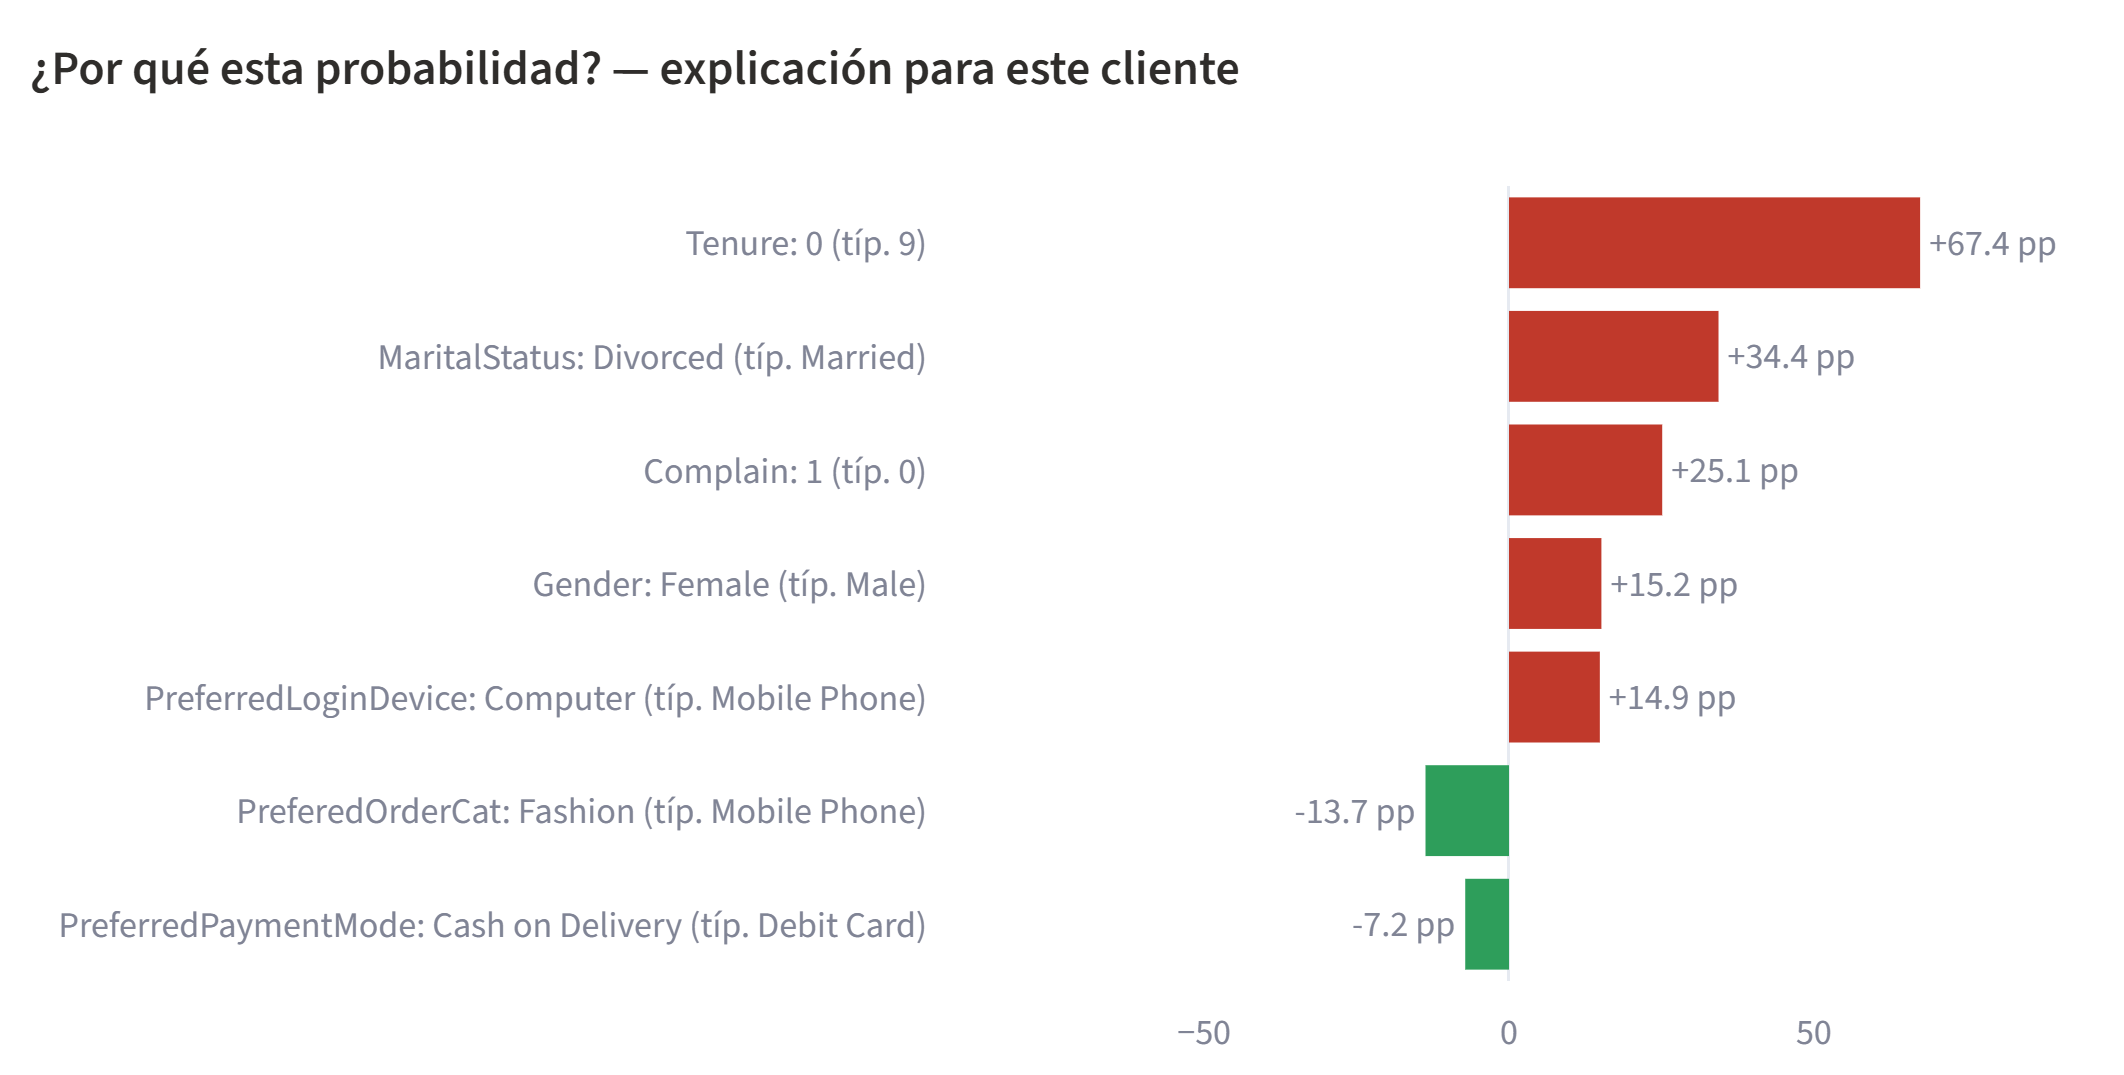 ¿Por qué esta probabilidad? — explicación para este cliente
Tenure: 0 (típ. 9) +67.4 pp
MaritalStatus: Divorced (típ. Married) +34.4 pp
Complain: 1 (típ. 0) +25.1 pp
Gender: Female (típ. Male) +15.2 pp
PreferredLoginDevice: Computer (típ. Mobile Phone) +14.9 pp
PreferedOrderCat: Fashion (típ. Mobile Phone) -13.7 pp
PreferredPaymentMode: Cash on Delivery (típ. Debit Card) -7.2 pp
−50 0 50